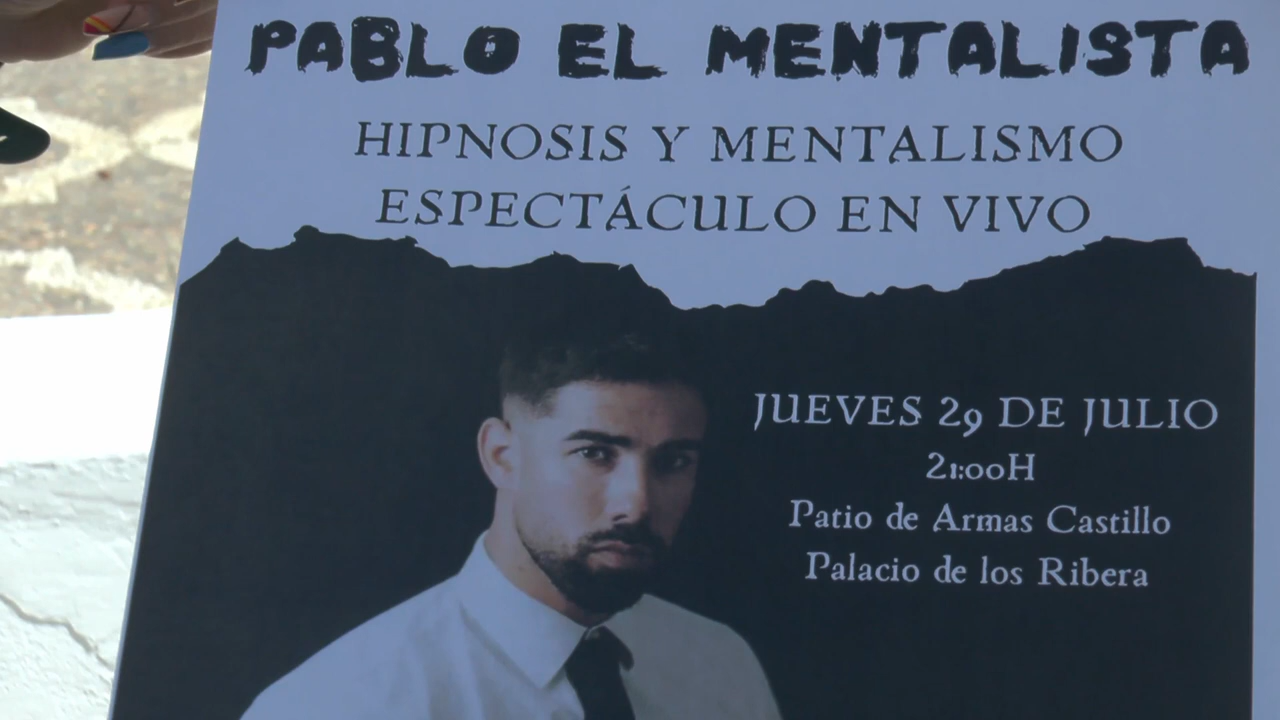 PABLO EL MENTALISTA
HIPNOSIS Y MENTALISMO
ESPECTÁCULO EN VIVO
JUEVES 29 DE JULIO
21:00H
Patio de Armas Castillo
Palacio de los Ribera